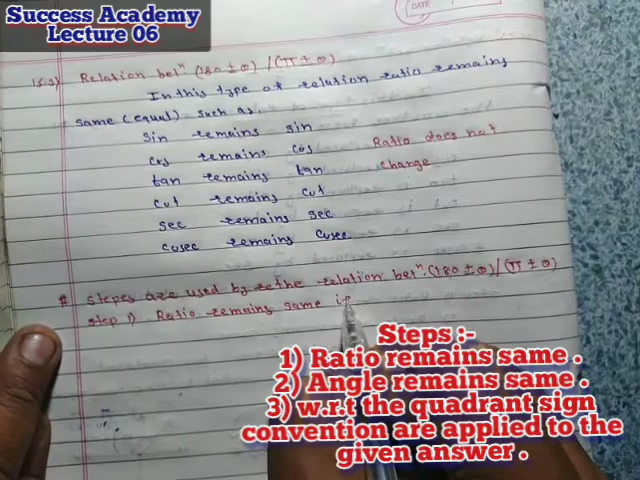 Success Academy
Lecture 06
DATE
Relation betⁿ (180 ± θ) / (π ± θ)
In this type of relation ratio remains
same (equal) such as,
sin remains sin
cos remains cos
tan remains tan
cot remains cot
sec remains sec
cosec remains cosec
Ratio does not
change
# Stepes are used by the relation betⁿ. (180 ± θ) / (π ± θ)
step 1) Ratio remains same ie
Steps :-
1) Ratio remains same .
2) Angle remains same .
3) w.r.t the quadrant sign
convention are applied to the
given answer .